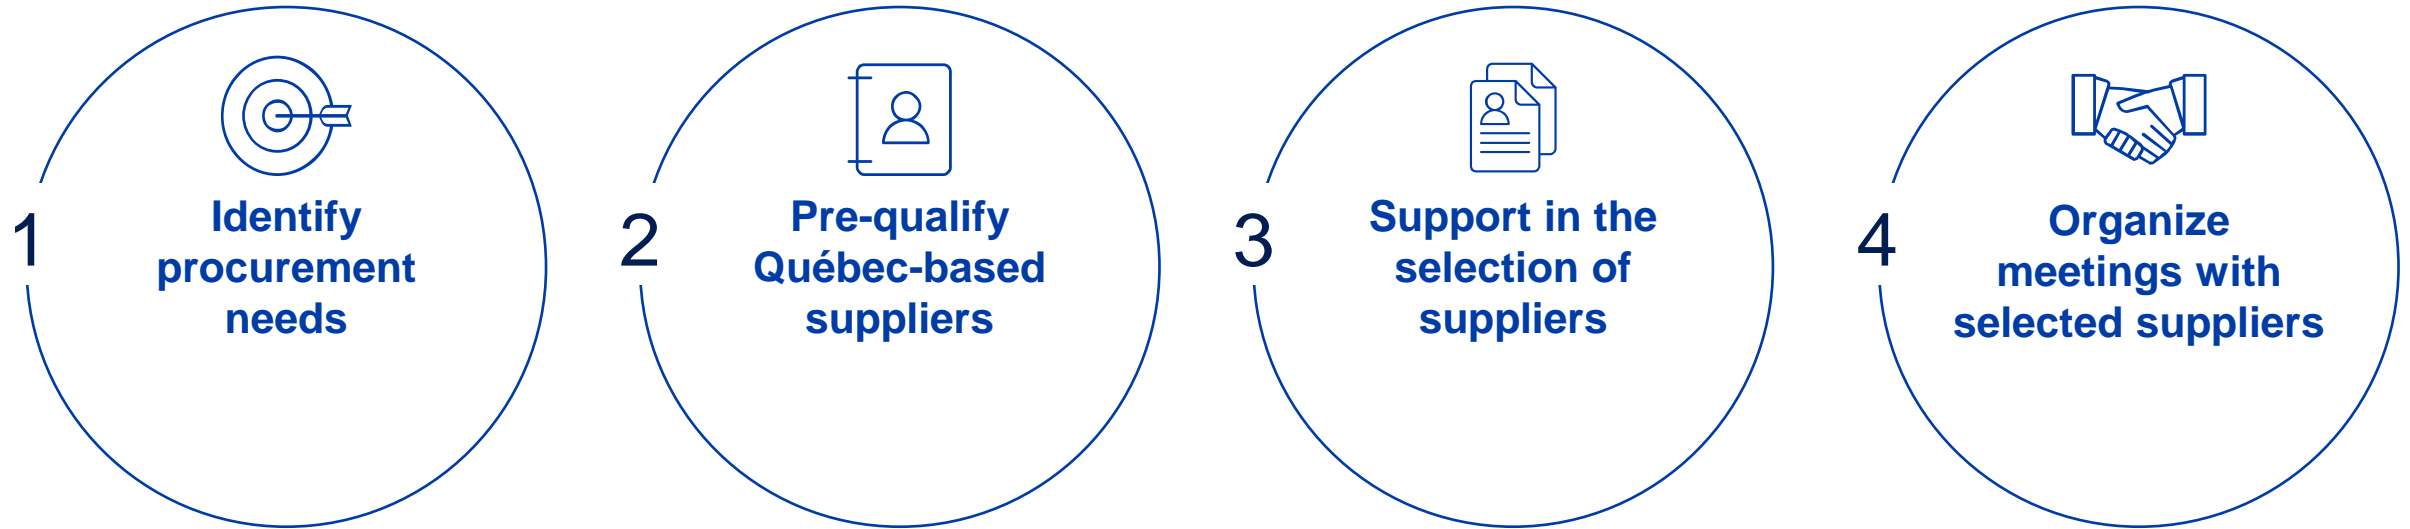 1
Identify
procurement
needs
2
Pre-qualify
Québec-based
suppliers
3
Support in the
selection of
suppliers
4
Organize
meetings with
selected suppliers